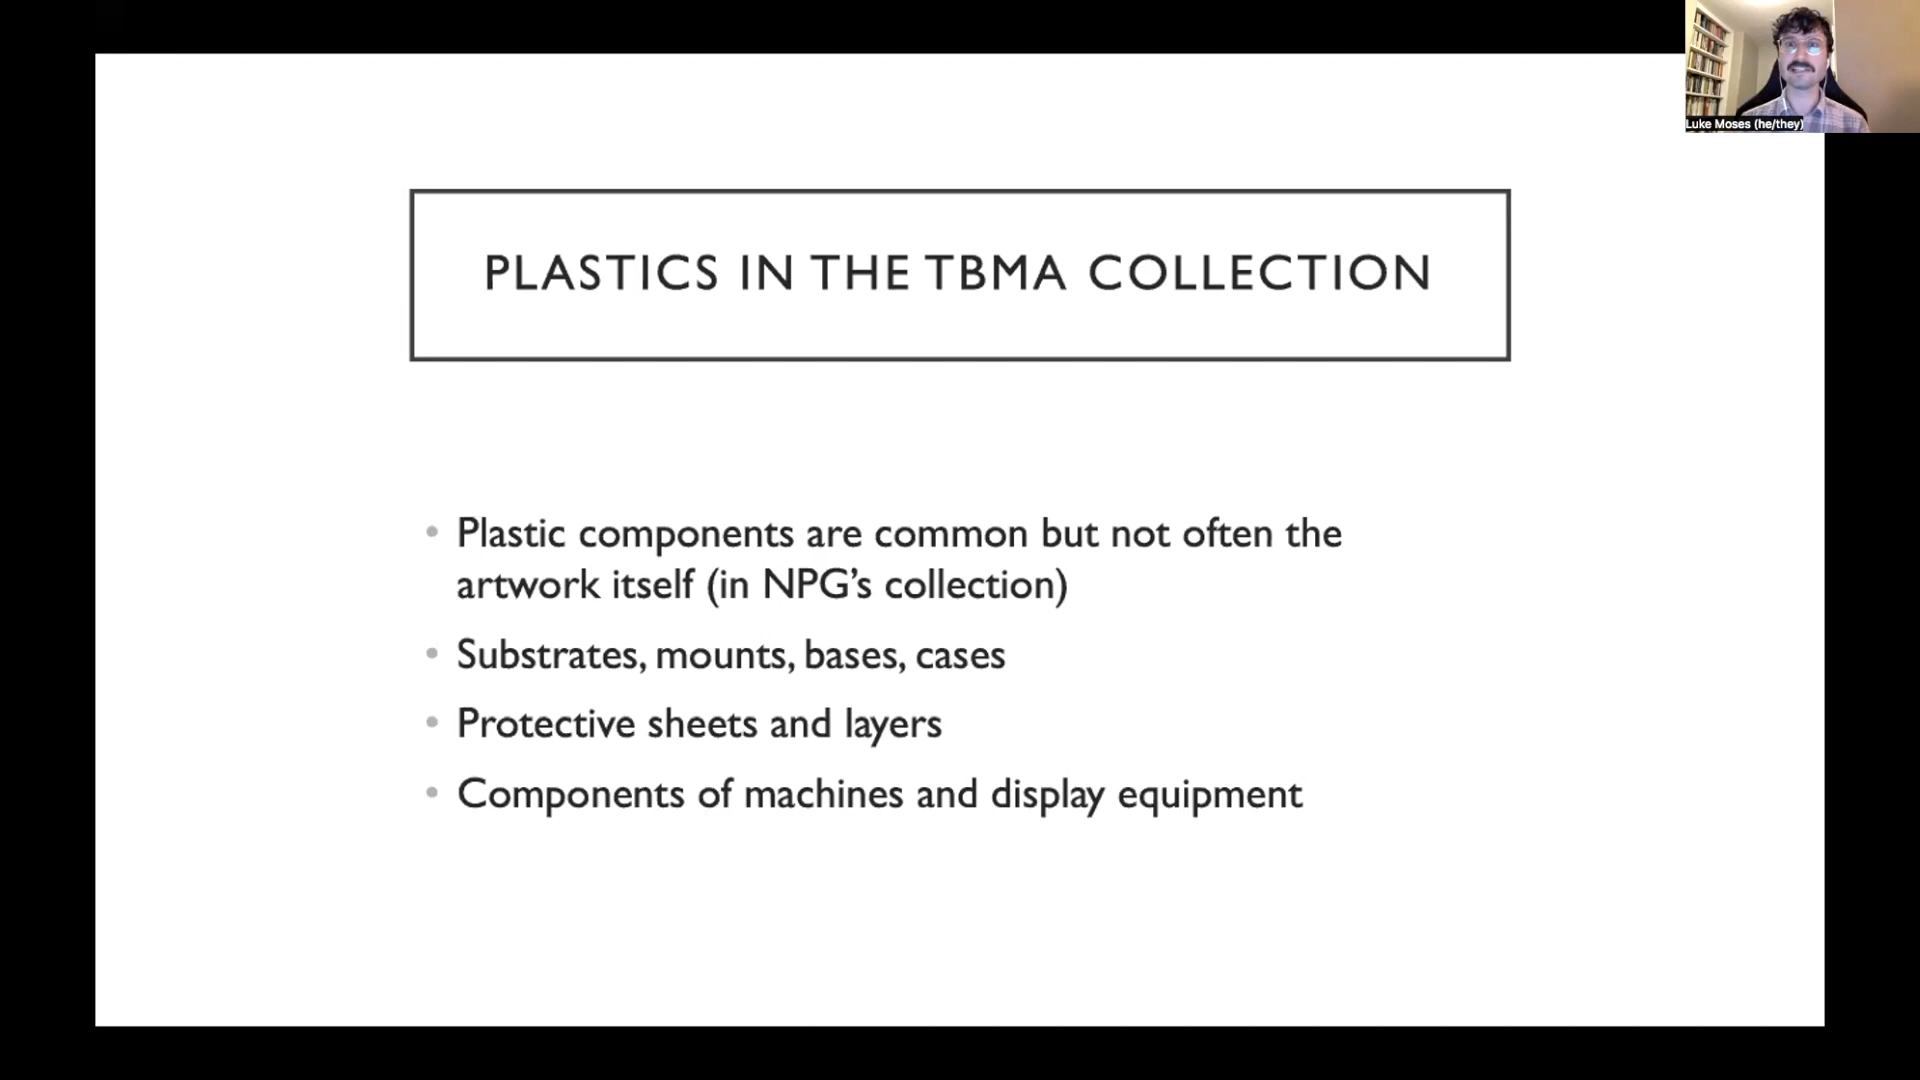 Luke Moses (he/they)
PLASTICS IN THE TBMA COLLECTION
• Plastic components are common but not often the
artwork itself (in NPG’s collection)
• Substrates, mounts, bases, cases
• Protective sheets and layers
• Components of machines and display equipment